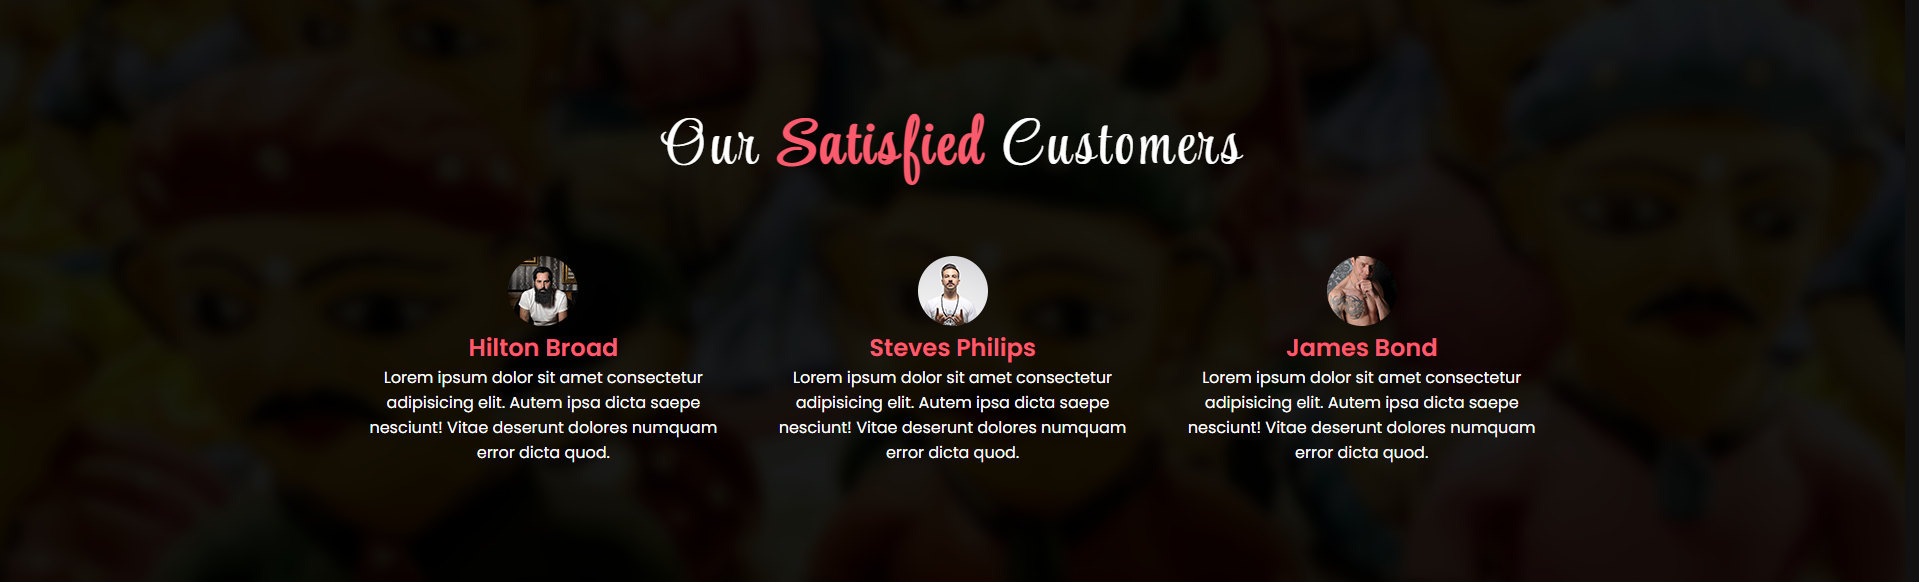 Our Satisfied Customers
Hilton Broad
Lorem ipsum dolor sit amet consectetur
adipisicing elit. Autem ipsa dicta saepe
nesciunt! Vitae deserunt dolores numquam
error dicta quod.
Steves Philips
Lorem ipsum dolor sit amet consectetur
adipisicing elit. Autem ipsa dicta saepe
nesciunt! Vitae deserunt dolores numquam
error dicta quod.
James Bond
Lorem ipsum dolor sit amet consectetur
adipisicing elit. Autem ipsa dicta saepe
nesciunt! Vitae deserunt dolores numquam
error dicta quod.